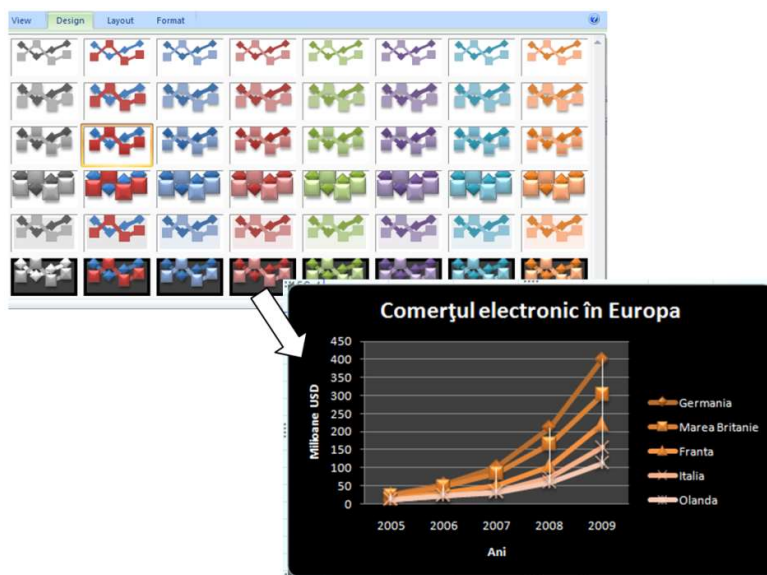 View Design Layout Format
Comerţul electronic în Europa
450
400
350
300
250
200
150
100
50
0
Milioane USD
2005 2006 2007 2008 2009
Ani
Germania
Marea Britanie
Franta
Italia
Olanda